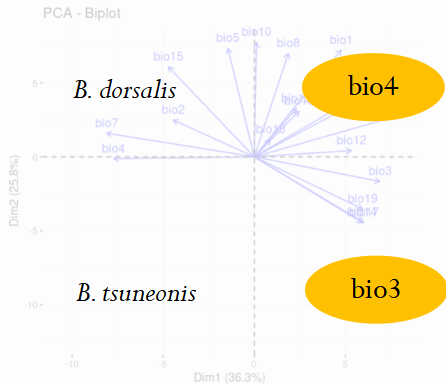 PCA - Biplot
bio10
bio5
bio8
bio1
bio15
B. dorsalis
bio4
bio2
bio7
bio12
bio4
bio3
bio19
B. tsuneonis
bio3
5
0
-5
-10
-10
-5
0
5
Dim1 (36.3%)
Dim2 (25.8%)